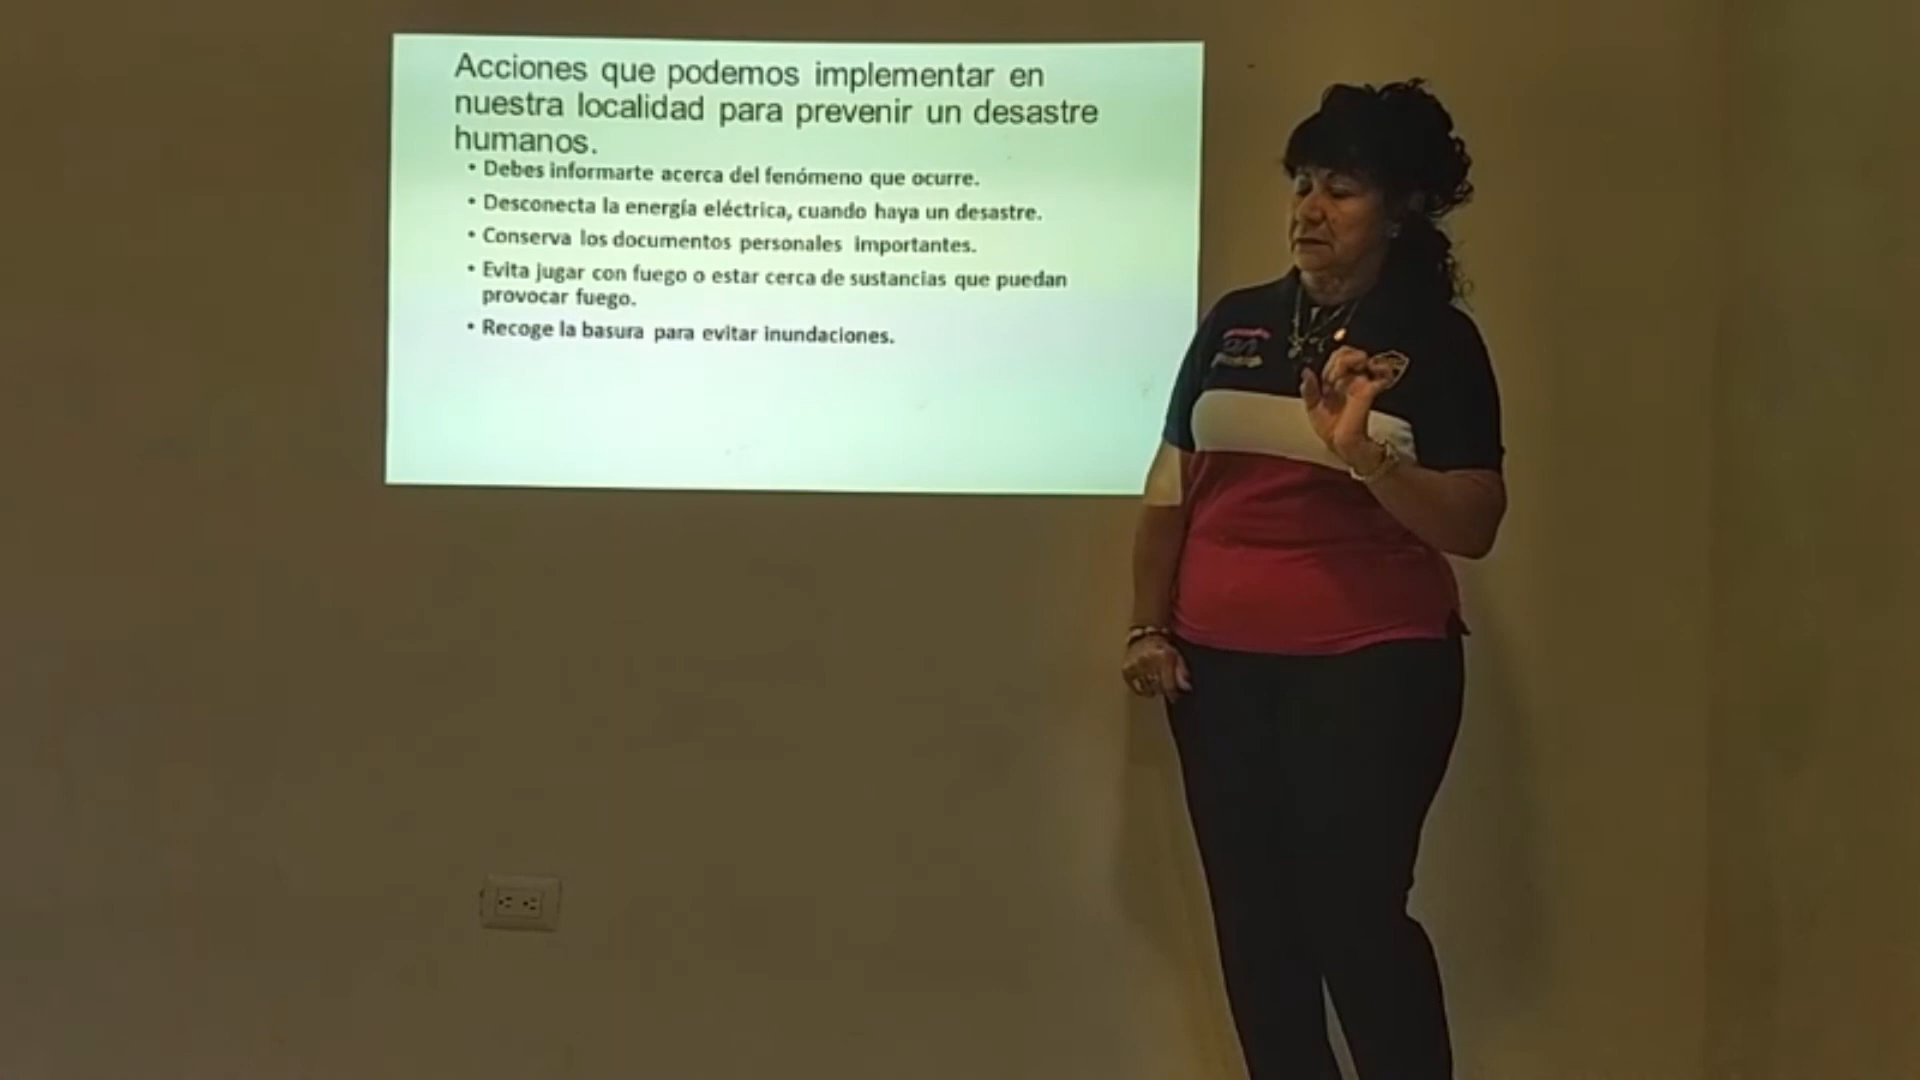 Acciones que podemos implementar en
nuestra localidad para prevenir un desastre
humanos.
• Debes informarte acerca del fenómeno que ocurre.
• Desconecta la energía eléctrica, cuando haya un desastre.
• Conserva los documentos personales importantes.
• Evita jugar con fuego o estar cerca de sustancias que puedan
provocar fuego.
• Recoge la basura para evitar inundaciones.